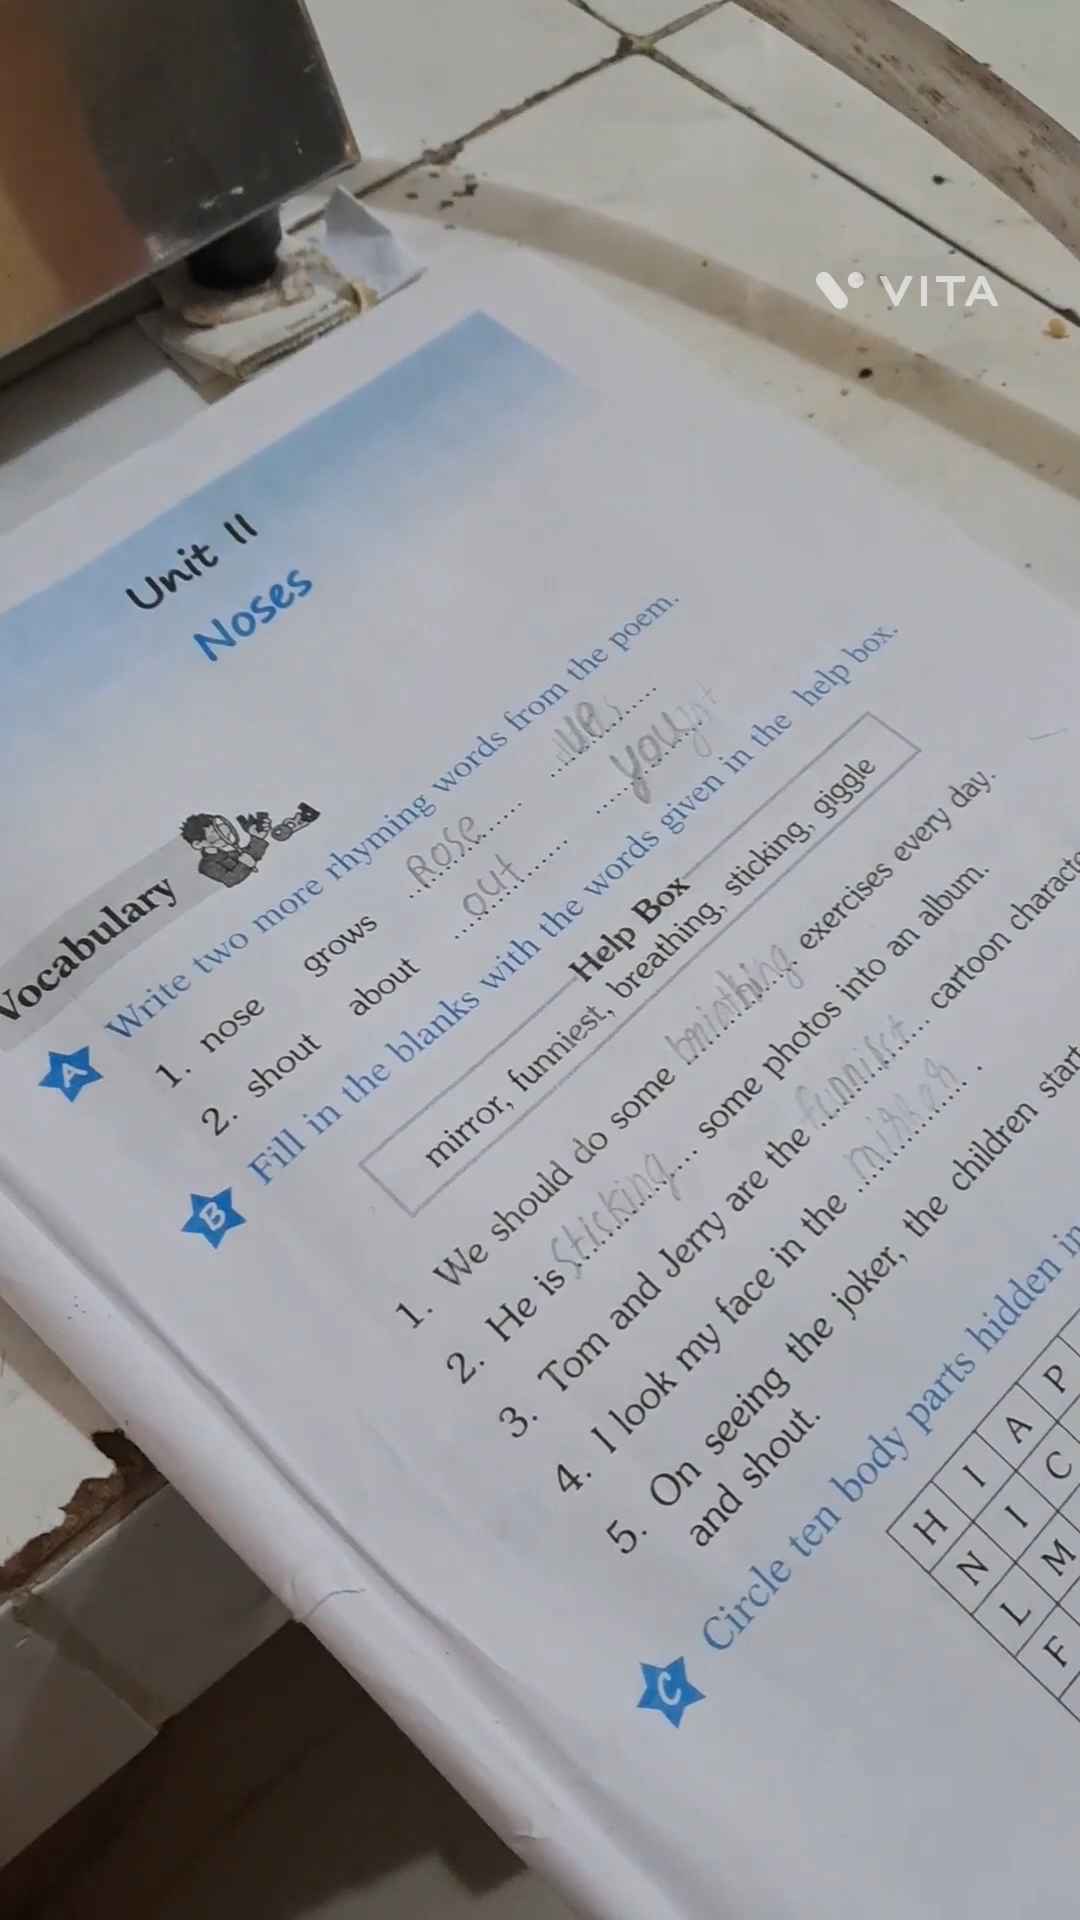 VITA
Unit 11
Noses
Vocabulary
A Write two more rhyming words from the poem.
1. nose grows Rose up
2. shout about out your
B Fill in the blanks with the words given in the help box.
Help Box
mirror, funniest, breathing, sticking, giggle
1. We should do some exercises every day.
2. He is sticking some photos into an album.
3. Tom and Jerry are the cartoon
4. I look my face in the .
5. On seeing the joker, the children start
and shout.
C Circle ten body parts hidden in
H I A P
N I C
L M
F